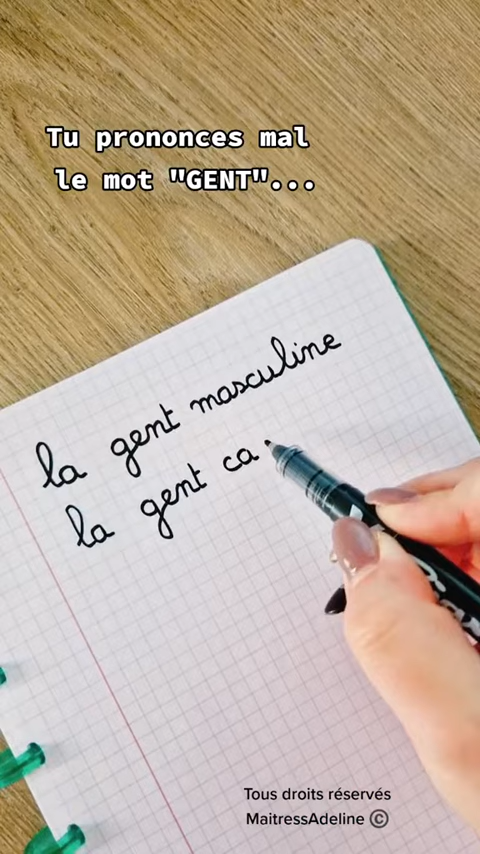 Tu prononces mal
le mot "GENT"...
la gent masculine
la gent ca
Tous droits réservés
MaitressAdeline ©